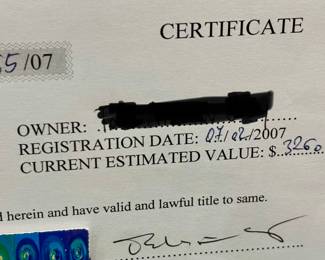 CERTIFICATE
5/07
OWNER:
REGISTRATION DATE: 07/02/2007
CURRENT ESTIMATED VALUE: $ 3260
d herein and have valid and lawful title to same.